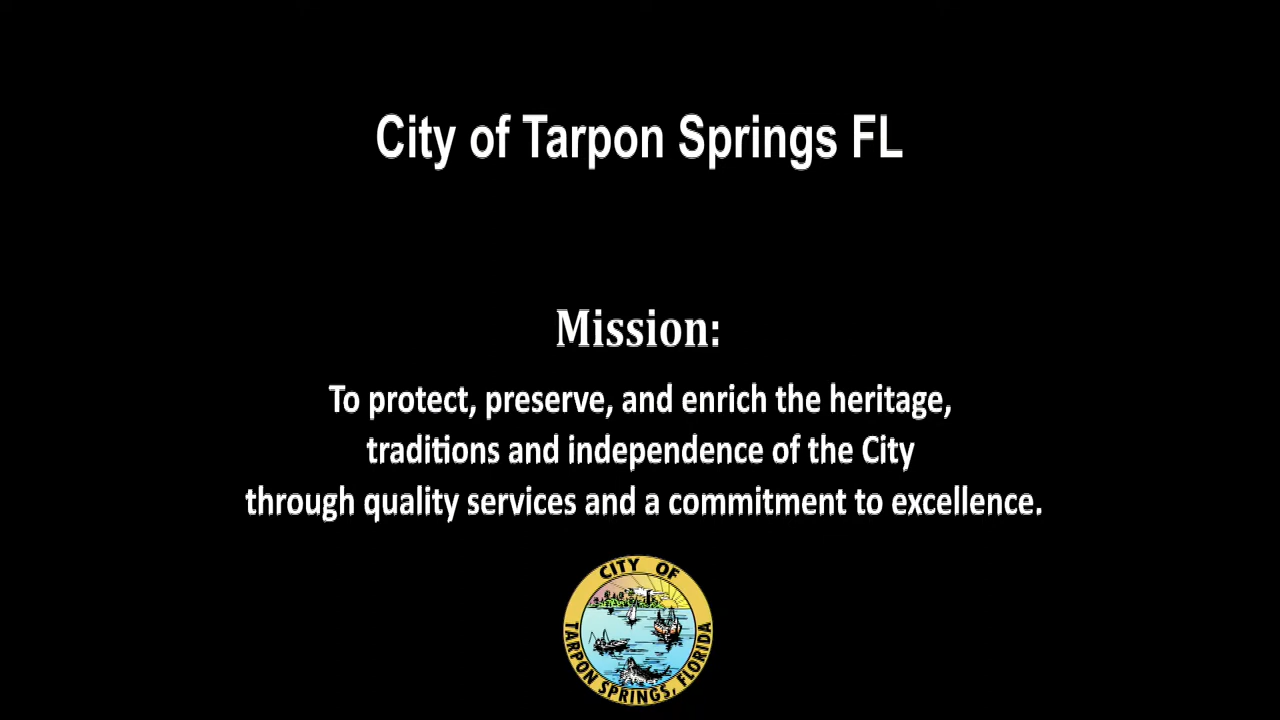 City of Tarpon Springs FL
Mission:
To protect, preserve, and enrich the heritage,
traditions and independence of the City
through quality services and a commitment to excellence.
CITY OF
TARPON SPRINGS, FLORIDA